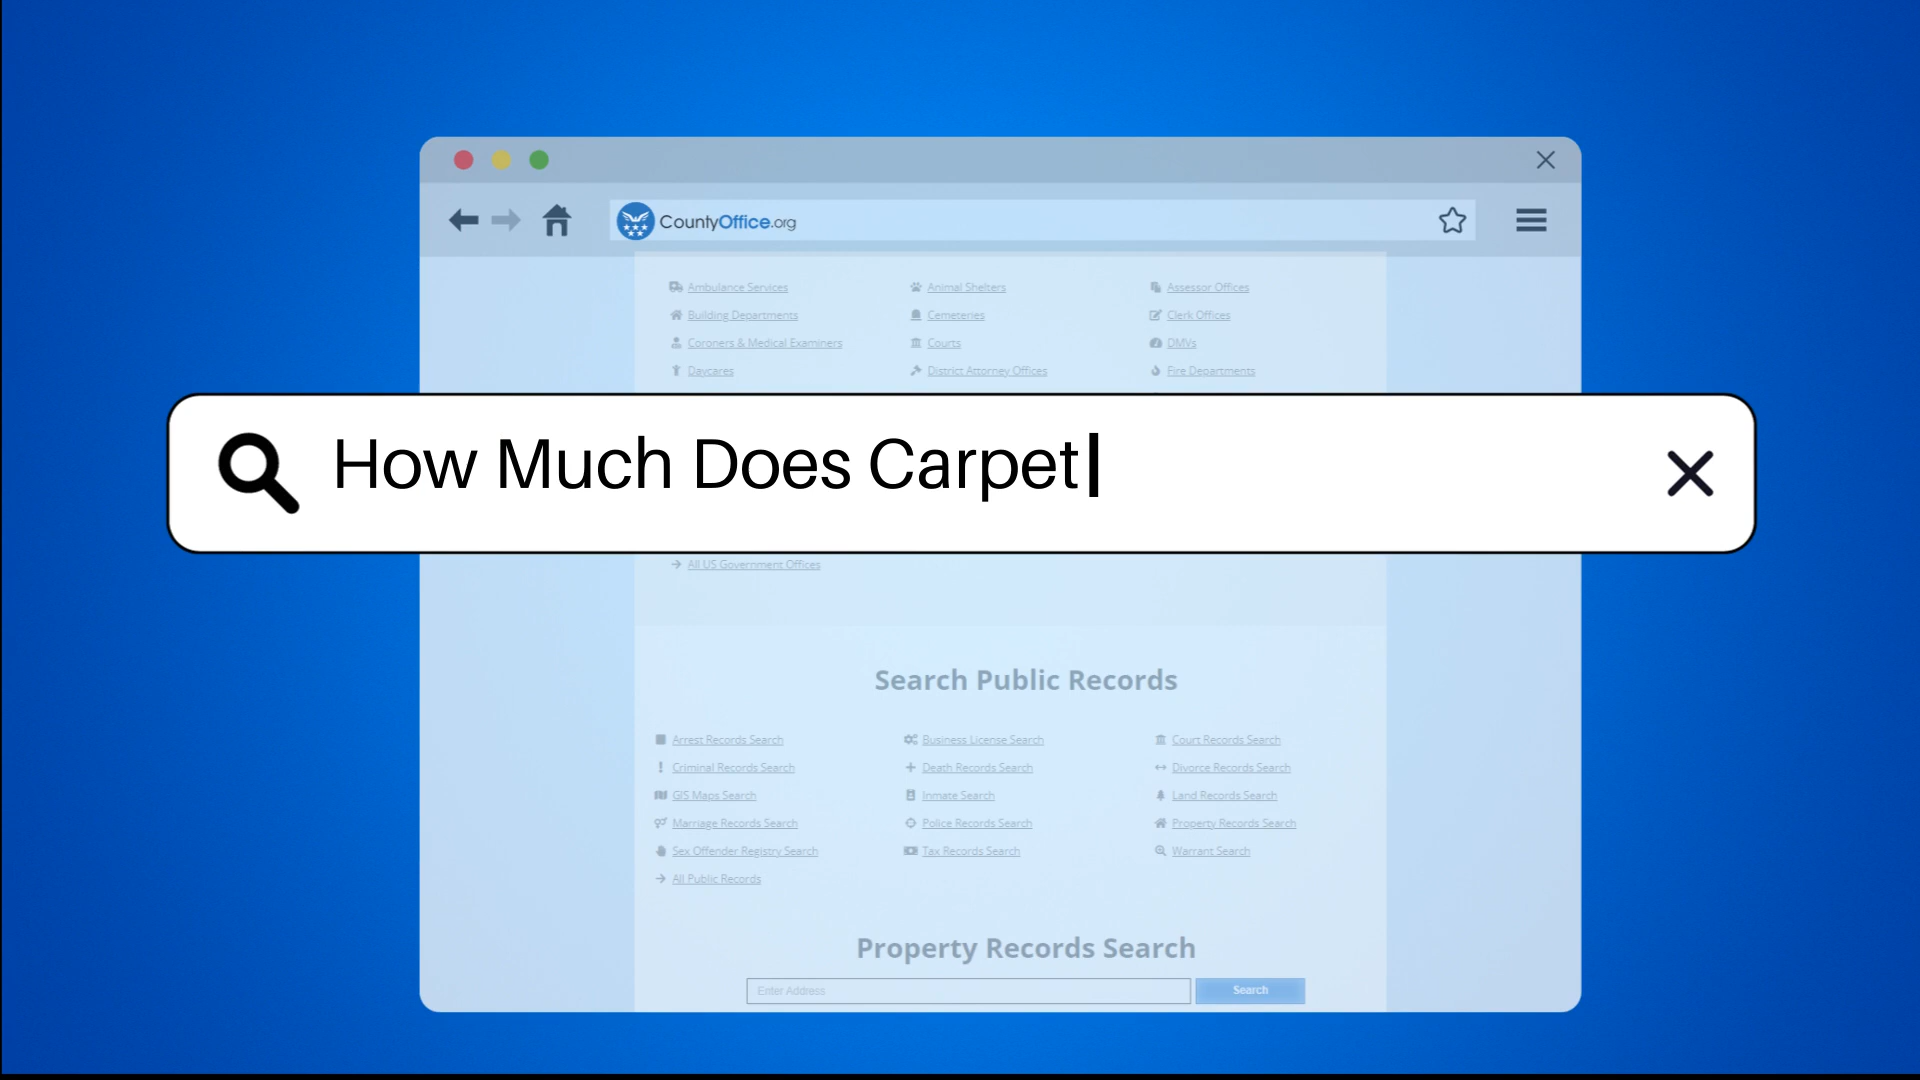 CountyOffice.org
Ambulance Services Animal Shelters Assessor Offices
Building Departments Cemeteries Clerk Offices
Coroners & Medical Examiners Courts DMVs
Daycares District Attorney Offices Fire Departments
How Much Does Carpet
All US Government Offices
Search Public Records
Arrest Records Search Business License Search Court Records Search
Criminal Records Search Death Records Search Divorce Records Search
GIS Maps Search Inmate Search Land Records Search
Marriage Records Search Police Records Search Property Records Search
Sex Offender Registry Search Tax Records Search Warrant Search
All Public Records
Property Records Search
Enter Address Search